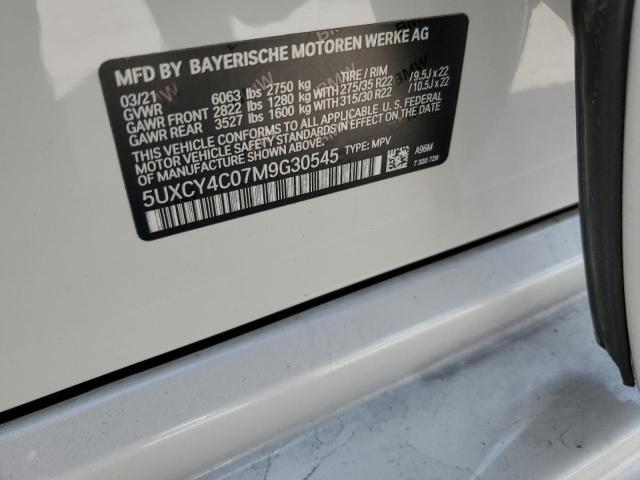 MFD BY BAYERISCHE MOTOREN WERKE AG
03/21 TIRE / RIM
GVWR 6063 lbs 2750 kg
GAWR FRONT 2822 lbs 1280 kg WITH 275/35 R22 /9.5J x 22
GAWR REAR 3527 lbs 1600 kg WITH 315/30 R22 /10.5J x 22
THIS VEHICLE CONFORMS TO ALL APPLICABLE U.S. FEDERAL
MOTOR VEHICLE SAFETY STANDARDS IN EFFECT ON THE
DATE OF MANUFACTURE SHOWN ABOVE.
5UXCY4C07M9G30545 TYPE: MPV
A96M
7 320 729